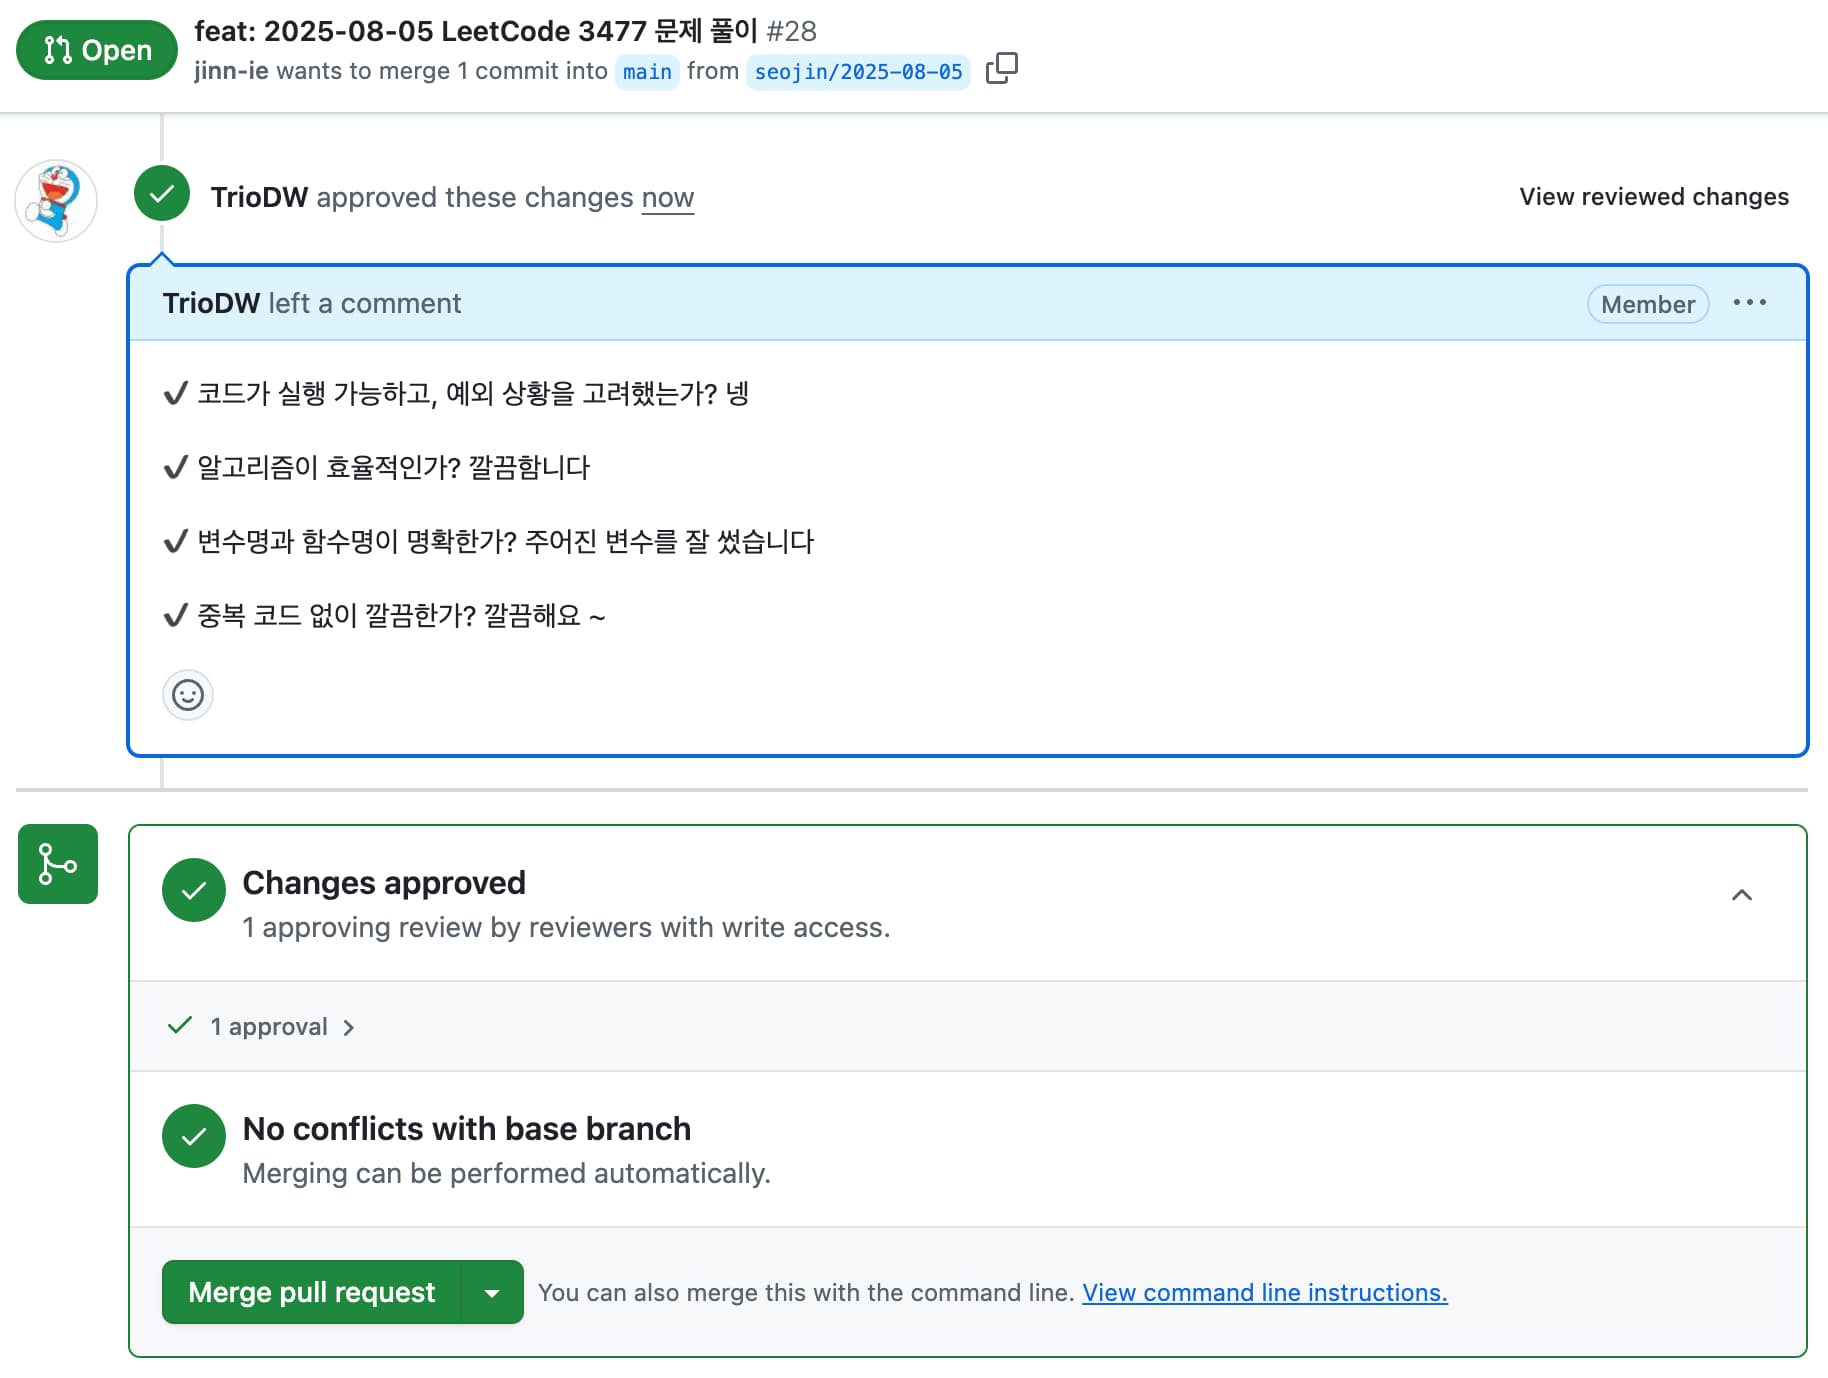 Open
feat: 2025-08-05 LeetCode 3477 문제 풀이 #28
jinn-ie wants to merge 1 commit into main from seojin/2025-08-05
TrioDW approved these changes now
View reviewed changes
TrioDW left a comment
Member
✔ 코드가 실행 가능하고, 예외 상황을 고려했는가? 넹
✔ 알고리즘이 효율적인가? 깔끔함니다
✔ 변수명과 함수명이 명확한가? 주어진 변수를 잘 썼습니다
✔ 중복 코드 없이 깔끔한가? 깔끔해요 ~
Changes approved
1 approving review by reviewers with write access.
1 approval
No conflicts with base branch
Merging can be performed automatically.
Merge pull request
You can also merge this with the command line. View command line instructions.